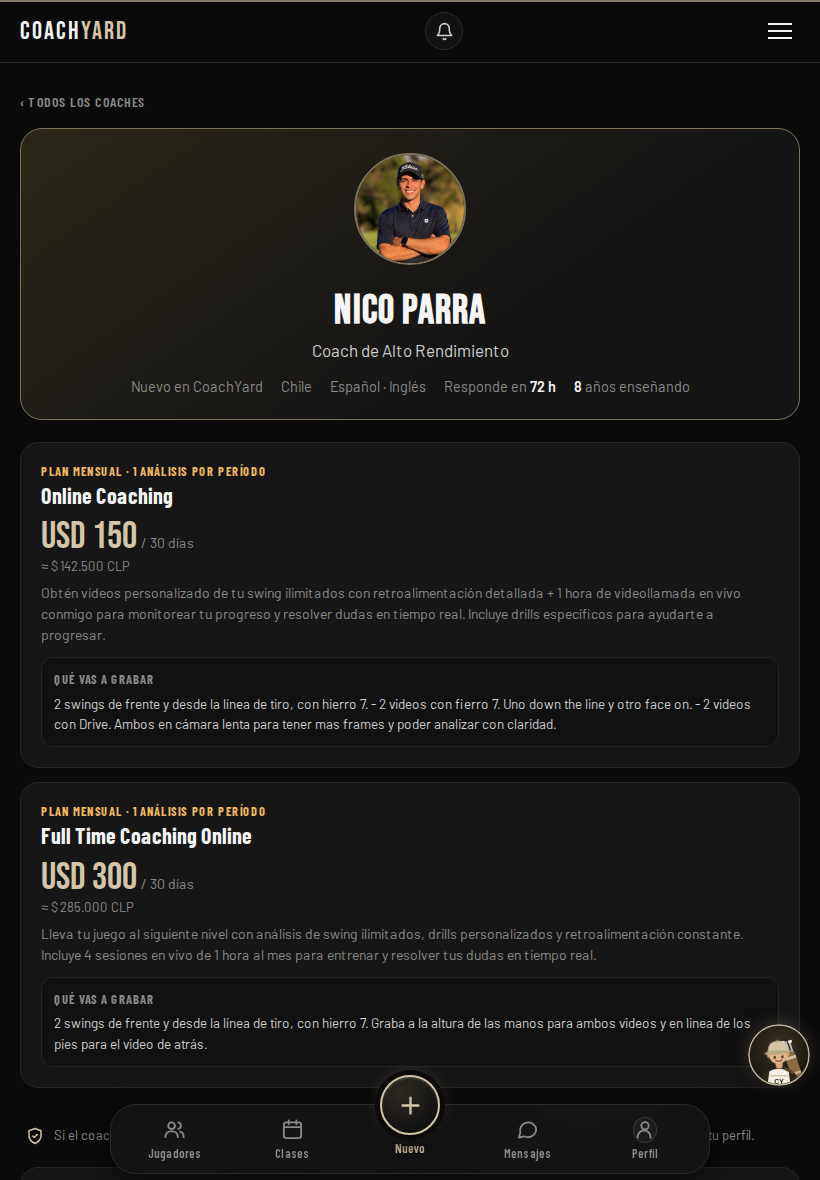 COACHYARD
‹ TODOS LOS COACHES
Titleist
NICO PARRA
Coach de Alto Rendimiento
Nuevo en CoachYard Chile Español · Inglés Responde en 72 h 8 años enseñando
PLAN MENSUAL · 1 ANÁLISIS POR PERÍODO
Online Coaching
USD 150 / 30 días
≈ $142.500 CLP
Obtén videos personalizado de tu swing ilimitados con retroalimentación detallada + 1 hora de videollamada en vivo
conmigo para monitorear tu progreso y resolver dudas en tiempo real. Incluye drills específicos para ayudarte a
progresar.
QUÉ VAS A GRABAR
2 swings de frente y desde la línea de tiro, con hierro 7. - 2 videos con fierro 7. Uno down the line y otro face on. - 2 videos
con Drive. Ambos en cámara lenta para tener mas frames y poder analizar con claridad.
PLAN MENSUAL · 1 ANÁLISIS POR PERÍODO
Full Time Coaching Online
USD 300 / 30 días
≈ $285.000 CLP
Lleva tu juego al siguiente nivel con análisis de swing ilimitados, drills personalizados y retroalimentación constante.
Incluye 4 sesiones en vivo de 1 hora al mes para entrenar y resolver tus dudas en tiempo real.
QUÉ VAS A GRABAR
2 swings de frente y desde la línea de tiro, con hierro 7. Graba a la altura de las manos para ambos videos y en linea de los
pies para el video de atrás.
CY
Si el coac tu perfil.
Jugadores Clases Nuevo Mensajes Perfil